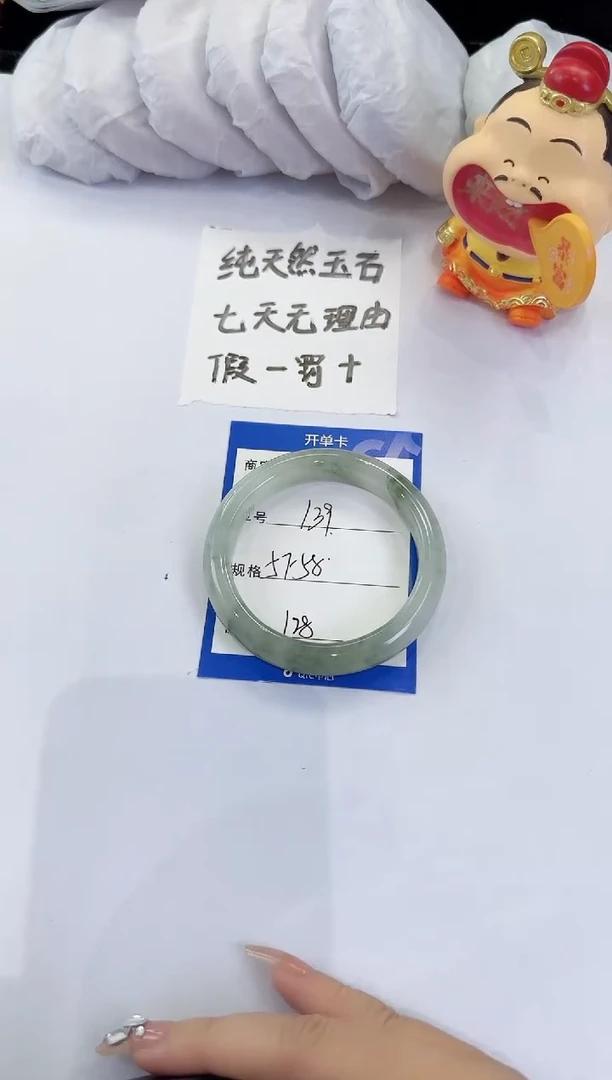 纯天然玉石
七天无理由
假一罚十
开单卡
号 139
规格 57-58
128